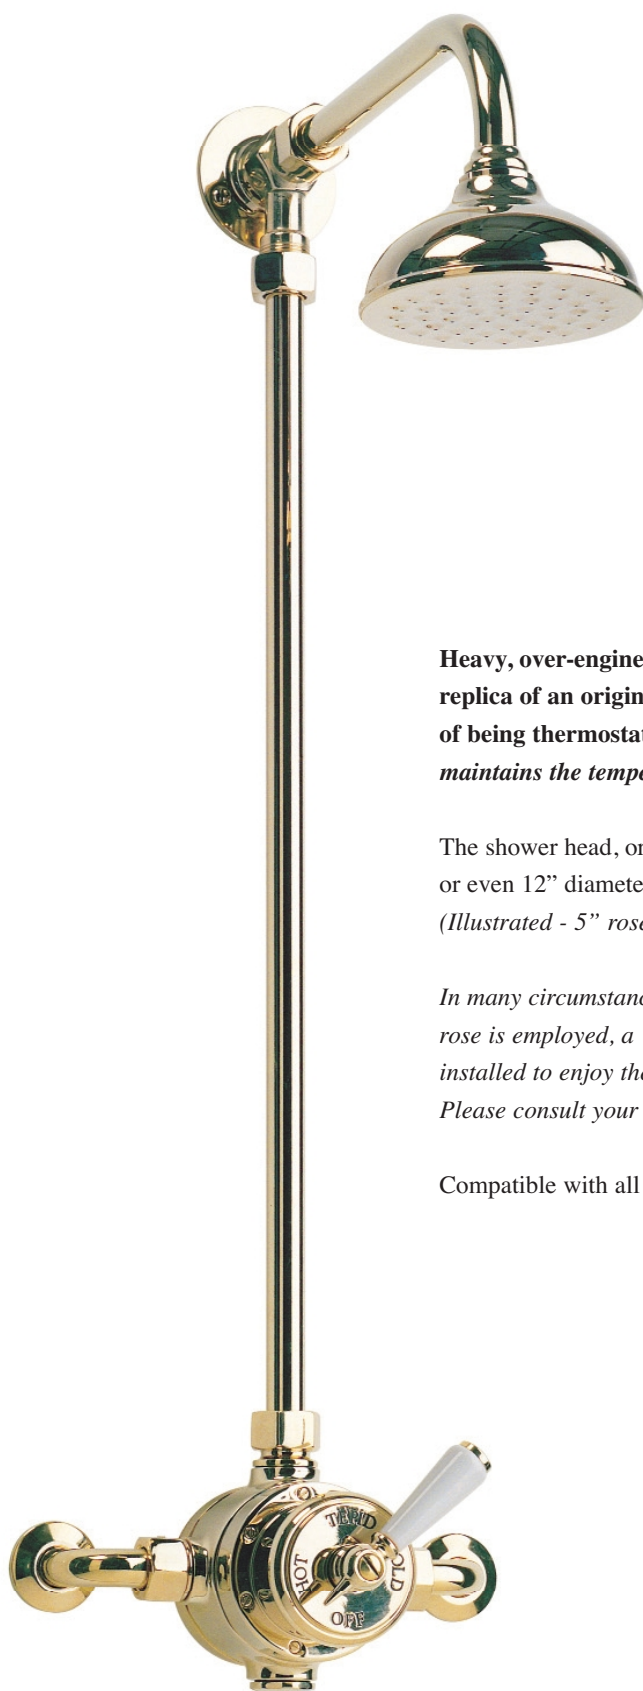 Heavy, over-engine
replica of an origin
of being thermostat
maintains the tempe
The shower head, or
or even 12” diamete
(Illustrated - 5” rose
In many circumstanc
rose is employed, a
installed to enjoy the
Please consult your
Compatible with all
TEPID
HOT
OLD
OFF